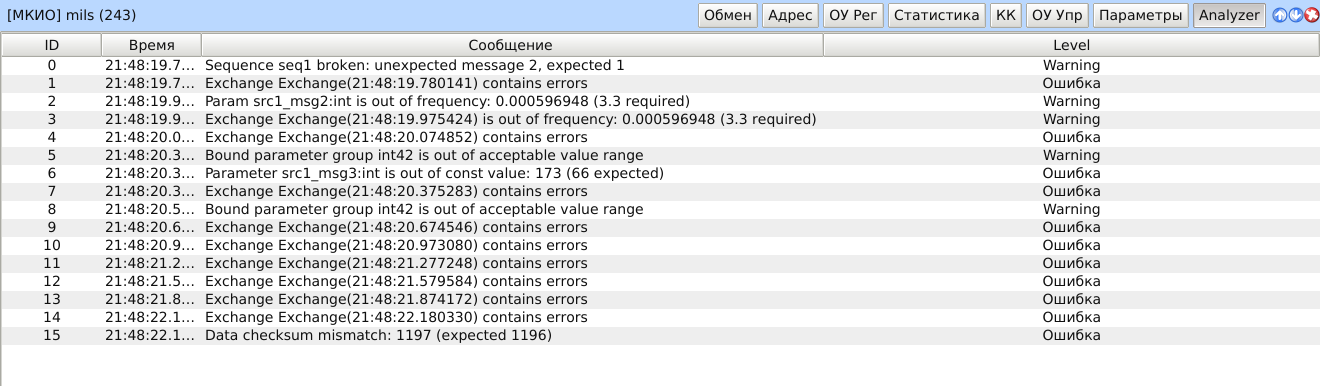 [МКИО] mils (243) Обмен Адрес ОУ Рег Статистика КК ОУ Упр Параметры Analyzer
ID Время Сообщение Level
0 21:48:19.7... Sequence seq1 broken: unexpected message 2, expected 1 Warning
1 21:48:19.7... Exchange Exchange(21:48:19.780141) contains errors Ошибка
2 21:48:19.9... Param src1_msg2:int is out of frequency: 0.000596948 (3.3 required) Warning
3 21:48:19.9... Exchange Exchange(21:48:19.975424) is out of frequency: 0.000596948 (3.3 required) Warning
4 21:48:20.0... Exchange Exchange(21:48:20.074852) contains errors Ошибка
5 21:48:20.3... Bound parameter group int42 is out of acceptable value range Warning
6 21:48:20.3... Parameter src1_msg3:int is out of const value: 173 (66 expected) Ошибка
7 21:48:20.3... Exchange Exchange(21:48:20.375283) contains errors Ошибка
8 21:48:20.5... Bound parameter group int42 is out of acceptable value range Warning
9 21:48:20.6... Exchange Exchange(21:48:20.674546) contains errors Ошибка
10 21:48:20.9... Exchange Exchange(21:48:20.973080) contains errors Ошибка
11 21:48:21.2... Exchange Exchange(21:48:21.277248) contains errors Ошибка
12 21:48:21.5... Exchange Exchange(21:48:21.579584) contains errors Ошибка
13 21:48:21.8... Exchange Exchange(21:48:21.874172) contains errors Ошибка
14 21:48:22.1... Exchange Exchange(21:48:22.180330) contains errors Ошибка
15 21:48:22.1... Data checksum mismatch: 1197 (expected 1196) Ошибка